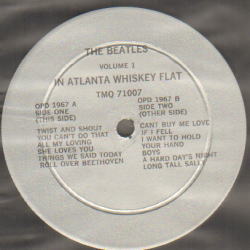 THE BEATLES
VOLUME 1
IN ATLANTA WHISKEY FLAT
TMQ 71007
OPD 1967 A
SIDE ONE
(THIS SIDE)
TWIST AND SHOUT
YOU CAN'T DO THAT
ALL MY LOVING
SHE LOVES YOU
THINGS WE SAID TODAY
ROLL OVER BEETHOVEN
OPD 1967 B
SIDE TWO
(OTHER SIDE)
CANT BUY ME LOVE
IF I FELL
I WANT TO HOLD
YOUR HAND
BOYS
A HARD DAY'S NIGHT
LONG TALL SALLY